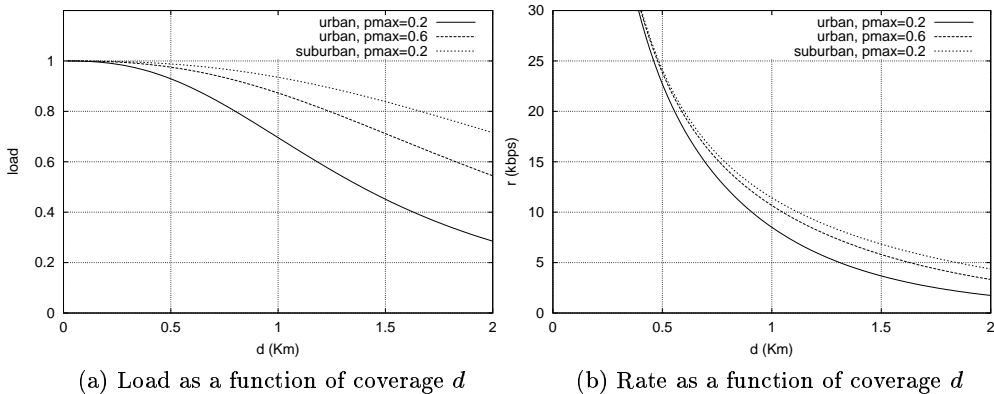 urban, pmax=0.2
urban, pmax=0.6
suburban, pmax=0.2
1
0.8
0.6
0.4
0.2
0
load
0
0.5
1
1.5
2
d (Km)
(a) Load as a function of coverage d
urban, pmax=0.2
urban, pmax=0.6
suburban, pmax=0.2
30
25
20
15
10
5
0
r (kbps)
0
0.5
1
1.5
2
d (Km)
(b) Rate as a function of coverage d